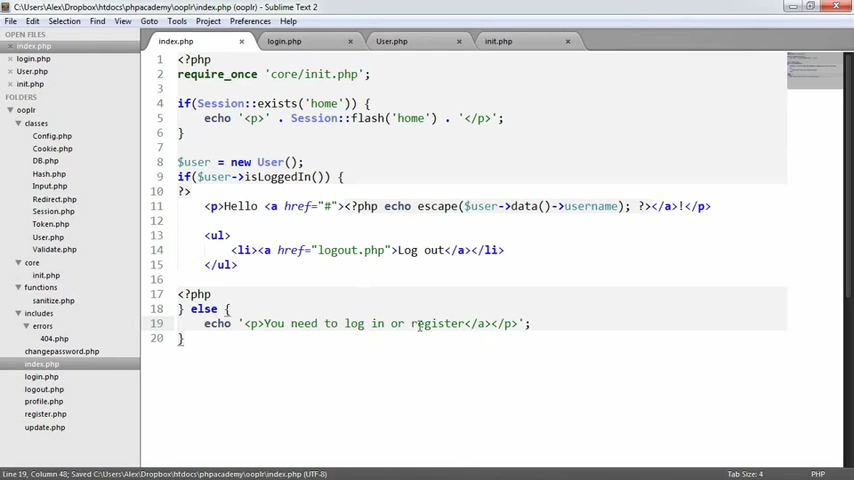 C:\Users\Alex\Dropbox\htdocs\phpacademy\ooplr\index.php (ooplr) - Sublime Text 2
File Edit Selection Find View Goto Tools Project Preferences Help
OPEN FILES
index.php
login.php
User.php
init.php
FOLDERS
ooplr
classes
Config.php
Cookie.php
DB.php
Hash.php
Input.php
Redirect.php
Session.php
Token.php
User.php
Validate.php
core
init.php
functions
sanitize.php
includes
errors
404.php
changepassword.php
index.php
login.php
logout.php
profile.php
register.php
update.php
index.php login.php User.php init.php
1 <?php
2 require_once 'core/init.php';
3
4 if(Session::exists('home')) {
5 echo '<p>' . Session::flash('home') . '</p>';
6 }
7
8 $user = new User();
9 if($user->isLoggedIn()) {
10 ?>
11 <p>Hello <a href="#"><?php echo escape($user->data()->username); ?></a>!</p>
12
13 <ul>
14 <li><a href="logout.php">Log out</a></li>
15 </ul>
16
17 <?php
18 } else {
19 echo '<p>You need to log in or register</a></p>';
20 }
Line 19, Column 48; Saved C:\Users\Alex\Dropbox\htdocs\phpacademy\ooplr\index.php (UTF-8) Tab Size: 4 PHP